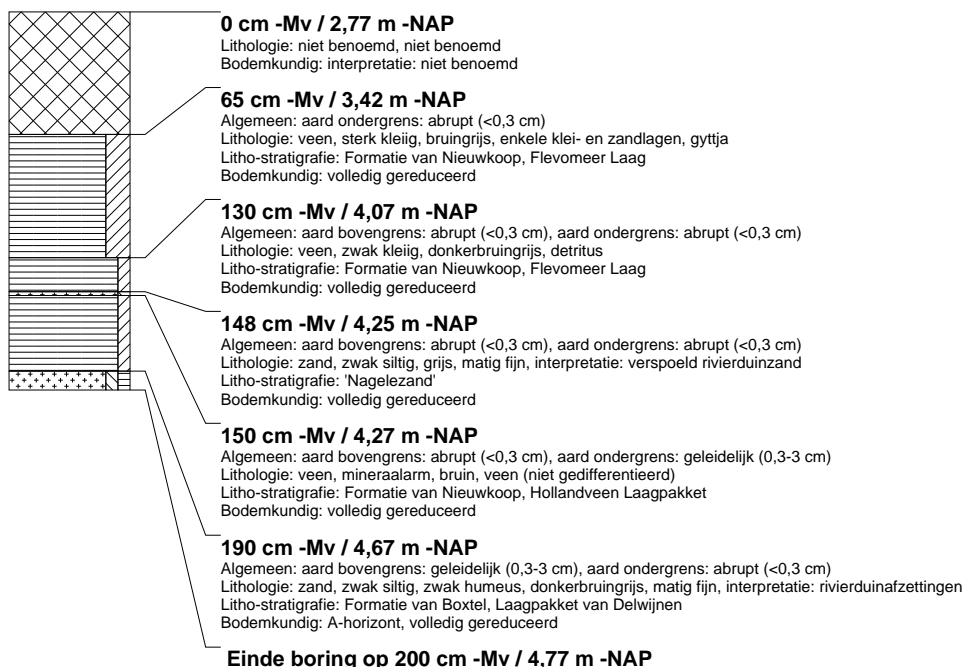 0 cm -Mv / 2,77 m -NAP
Lithologie: niet benoemd, niet benoemd
Bodemkundig: interpretatie: niet benoemd
65 cm -Mv / 3,42 m -NAP
Algemeen: aard ondergrens: abrupt (<0,3 cm)
Lithologie: veen, sterk kleiig, bruingrijs, enkele klei- en zandlagen, gyttja
Litho-stratigrafie: Formatie van Nieuwkoop, Flevomeer Laag
Bodemkundig: volledig gereduceerd
130 cm -Mv / 4,07 m -NAP
Algemeen: aard bovengrens: abrupt (<0,3 cm), aard ondergrens: abrupt (<0,3 cm)
Lithologie: veen, zwak kleiig, donkerbruingrijs, detritus
Litho-stratigrafie: Formatie van Nieuwkoop, Flevomeer Laag
Bodemkundig: volledig gereduceerd
148 cm -Mv / 4,25 m -NAP
Algemeen: aard bovengrens: abrupt (<0,3 cm), aard ondergrens: abrupt (<0,3 cm)
Lithologie: zand, zwak siltig, grijs, matig fijn, interpretatie: verspoeld rivierduinzand
Litho-stratigrafie: 'Nagelezand'
Bodemkundig: volledig gereduceerd
150 cm -Mv / 4,27 m -NAP
Algemeen: aard bovengrens: abrupt (<0,3 cm), aard ondergrens: geleidelijk (0,3-3 cm)
Lithologie: veen, mineraalarm, bruin, veen (niet gedifferentieerd)
Litho-stratigrafie: Formatie van Nieuwkoop, Hollandveen Laagpakket
Bodemkundig: volledig gereduceerd
190 cm -Mv / 4,67 m -NAP
Algemeen: aard bovengrens: geleidelijk (0,3-3 cm), aard ondergrens: abrupt (<0,3 cm)
Lithologie: zand, zwak siltig, zwak humeus, donkerbruingrijs, matig fijn, interpretatie: rivierduinafzettingen
Litho-stratigrafie: Formatie van Boxtel, Laagpakket van Delwijnen
Bodemkundig: A-horizont, volledig gereduceerd
Einde boring op 200 cm -Mv / 4,77 m -NAP